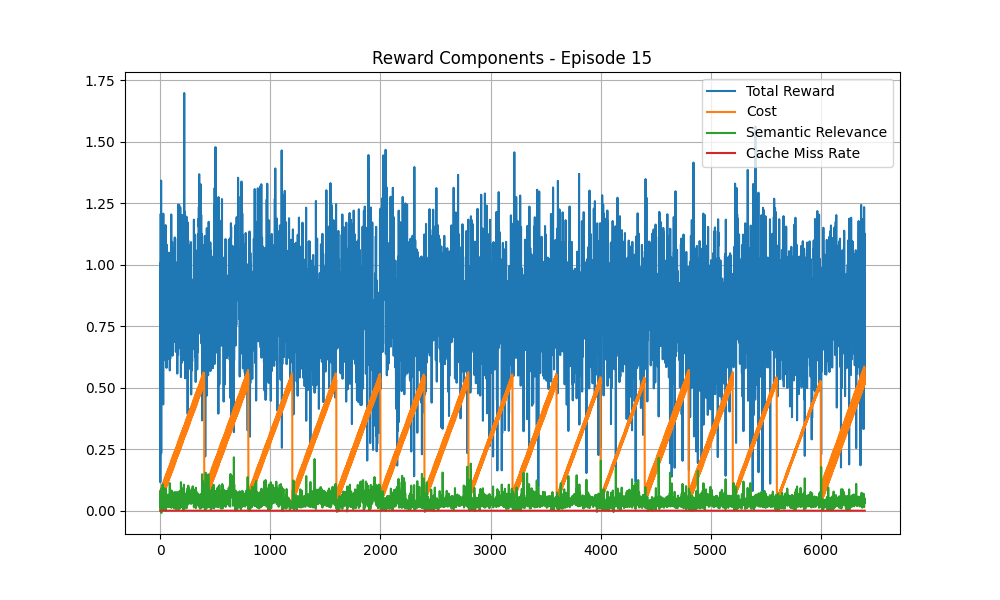 Reward Components - Episode 15
1.75
1.50
1.25
1.00
0.75
0.50
0.25
0.00
Total Reward
Cost
Semantic Relevance
Cache Miss Rate
0 1000 2000 3000 4000 5000 6000